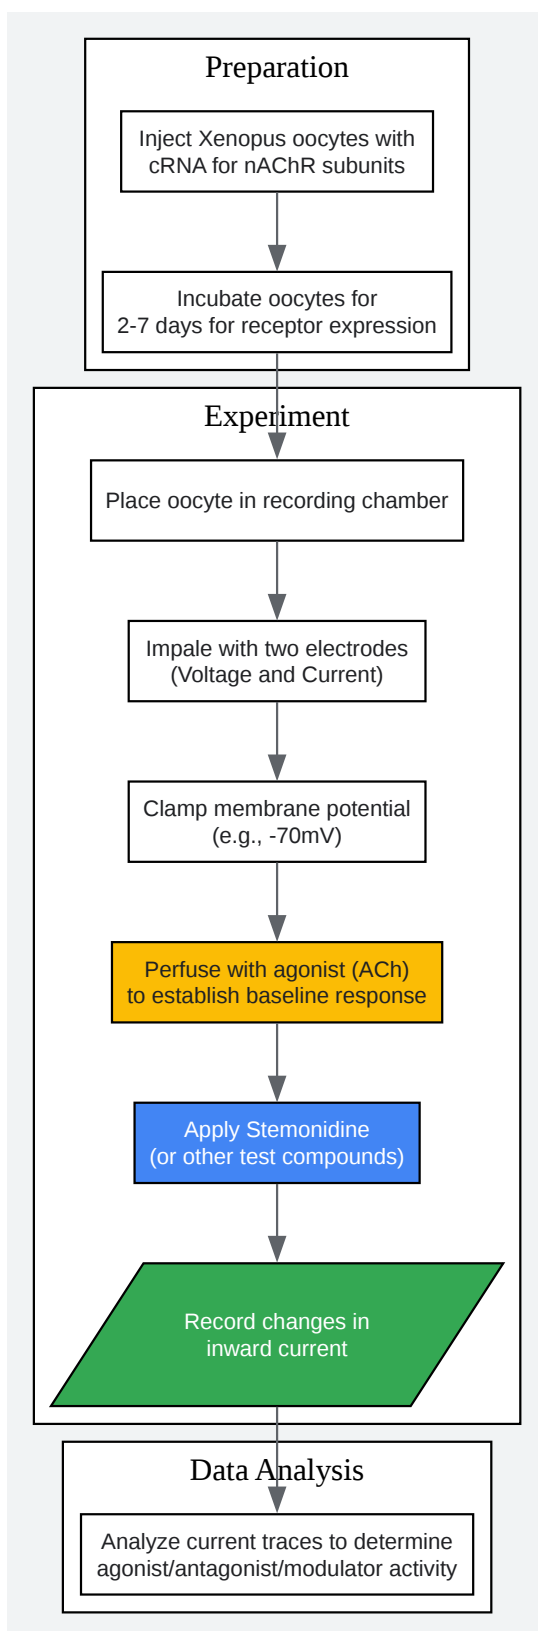 Preparation
Inject Xenopus oocytes with
cRNA for nAChR subunits
Incubate oocytes for
2-7 days for receptor expression
Experiment
Place oocyte in recording chamber
Impale with two electrodes
(Voltage and Current)
Clamp membrane potential
(e.g., -70mV)
Perfuse with agonist (ACh)
to establish baseline response
Apply Stemonidine
(or other test compounds)
Record changes in
inward current
Data Analysis
Analyze current traces to determine
agonist/antagonist/modulator activity